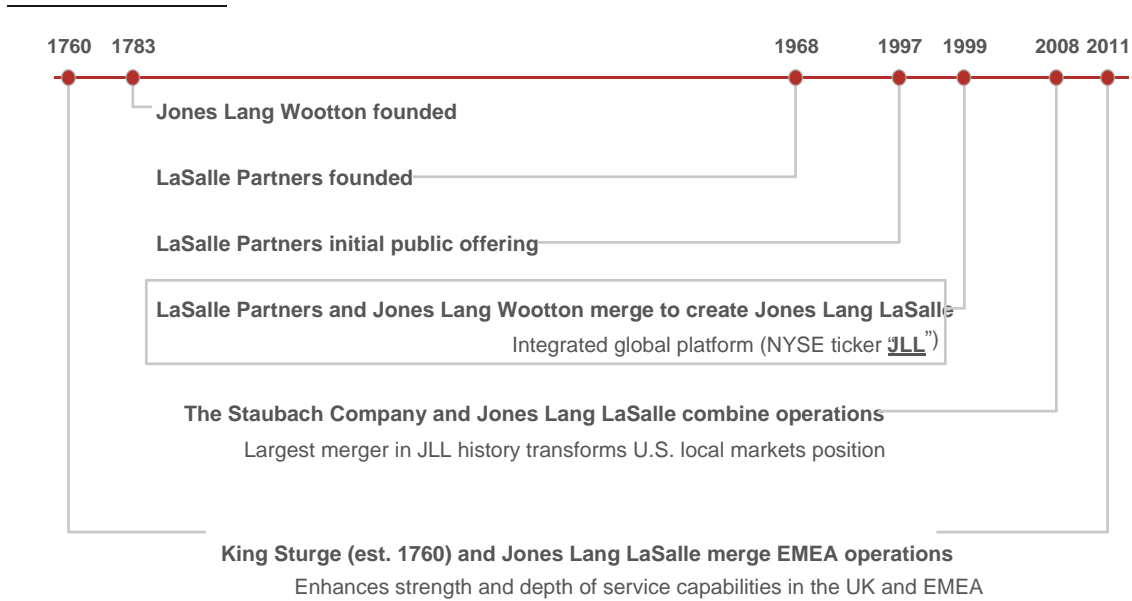 1760 1783 1968 1997 1999 2008 2011
Jones Lang Wootton founded
LaSalle Partners founded
LaSalle Partners initial public offering
LaSalle Partners and Jones Lang Wootton merge to create Jones Lang LaSalle
Integrated global platform (NYSE ticker “JLL”)
The Staubach Company and Jones Lang LaSalle combine operations
Largest merger in JLL history transforms U.S. local markets position
King Sturge (est. 1760) and Jones Lang LaSalle merge EMEA operations
Enhances strength and depth of service capabilities in the UK and EMEA